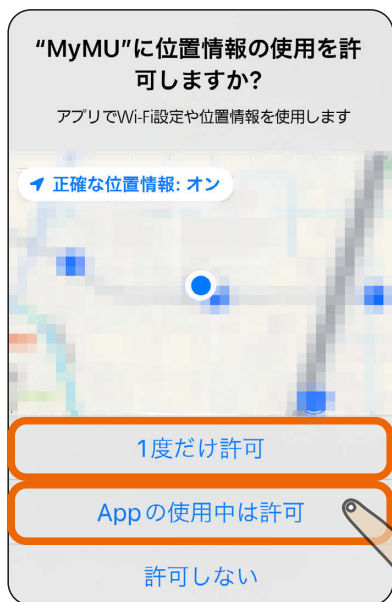 “MyMU”に位置情報の使用を許
可しますか?
アプリでWi-Fi設定や位置情報を使用します
正確な位置情報: オン
1度だけ許可
Appの使用中は許可
許可しない